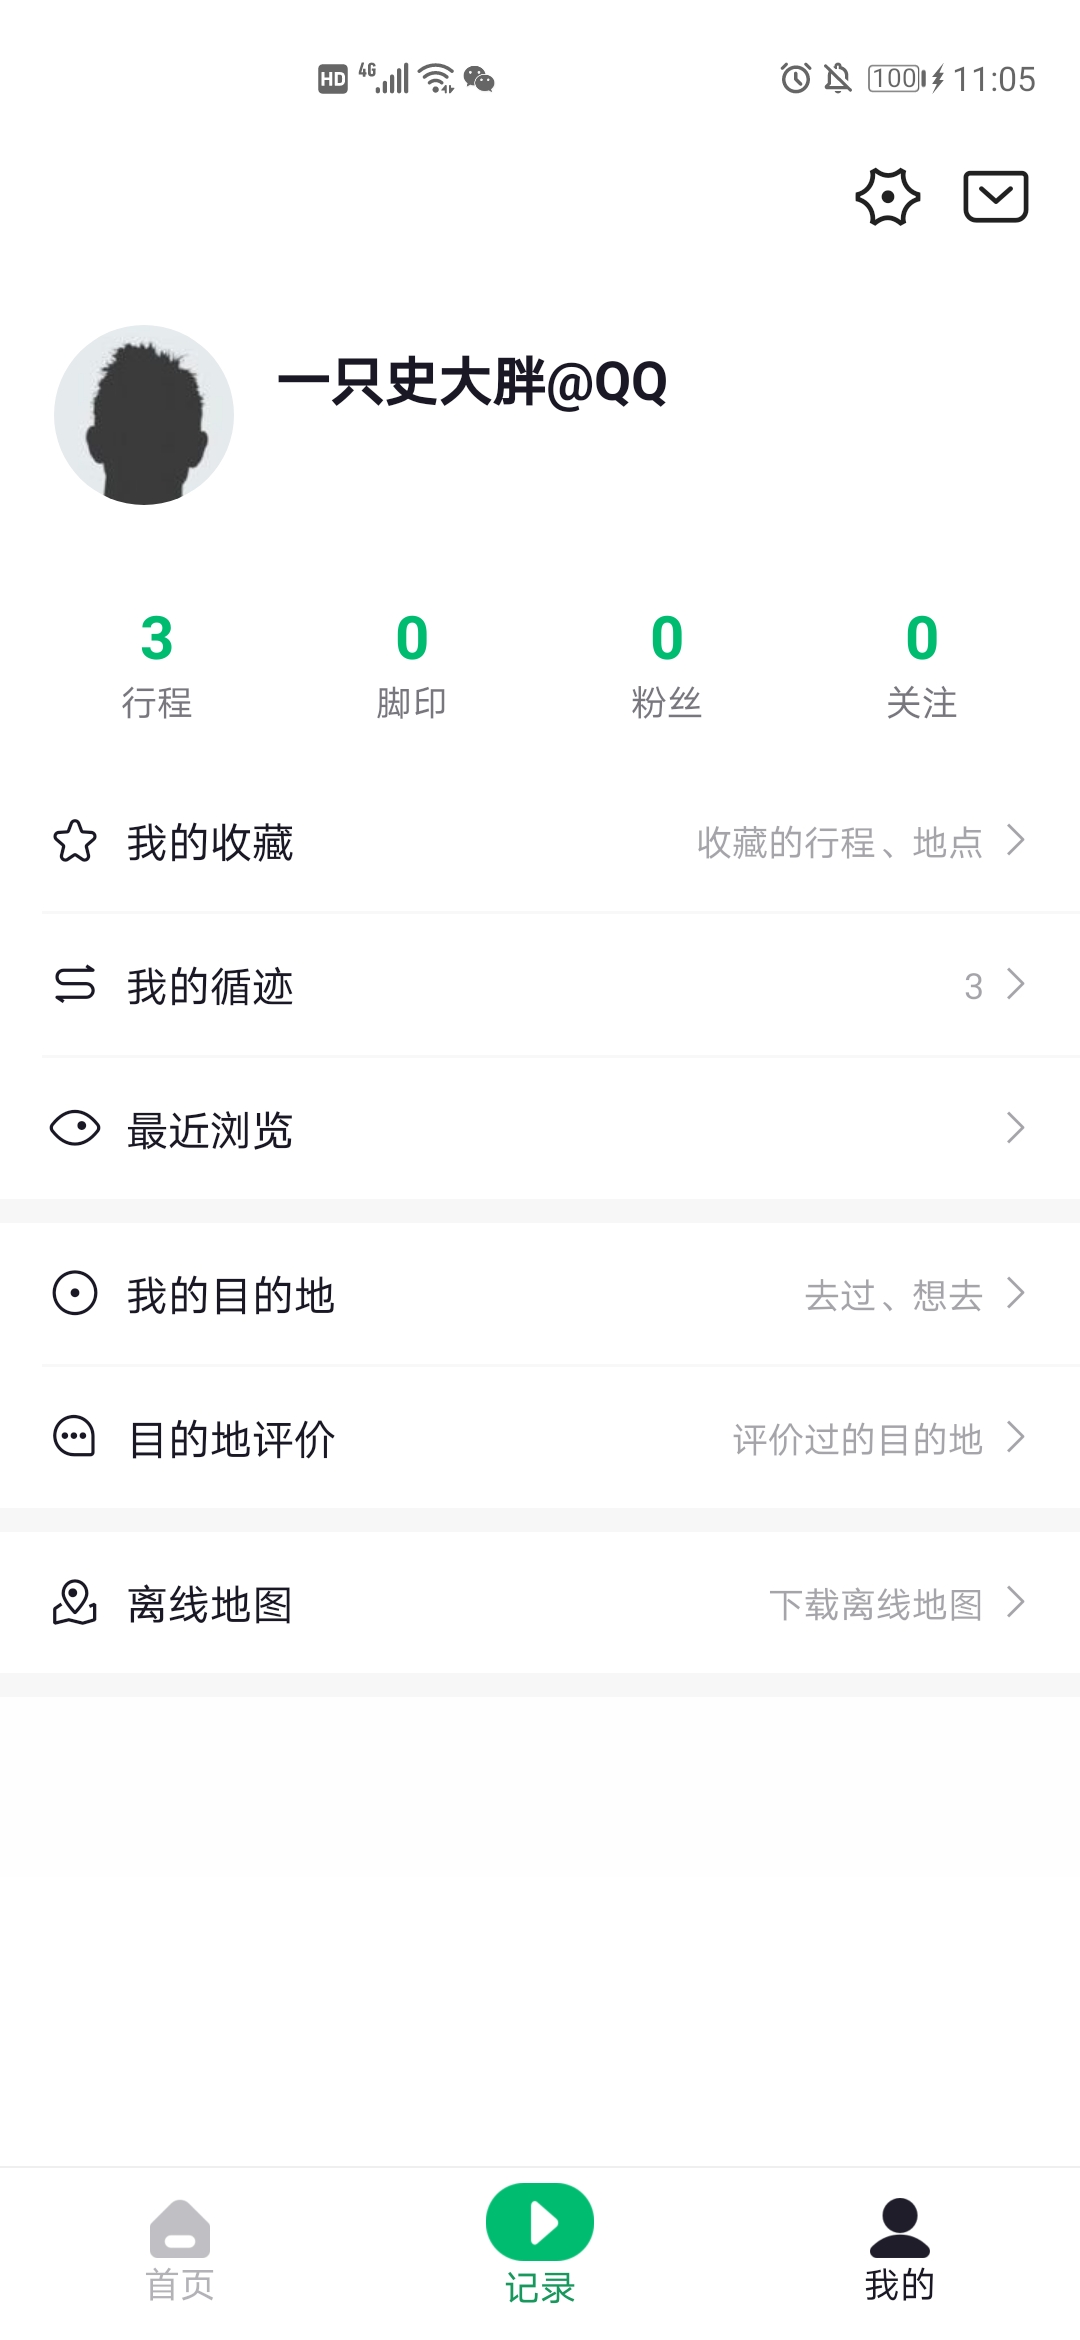 HD 4G 100 11:05
一只史大胖@QQ
3 0 0 0
行程 脚印 粉丝 关注
我的收藏 收藏的行程、地点
我的循迹 3
最近浏览
我的目的地 去过、想去
目的地评价 评价过的目的地
离线地图 下载离线地图
首页 记录 我的